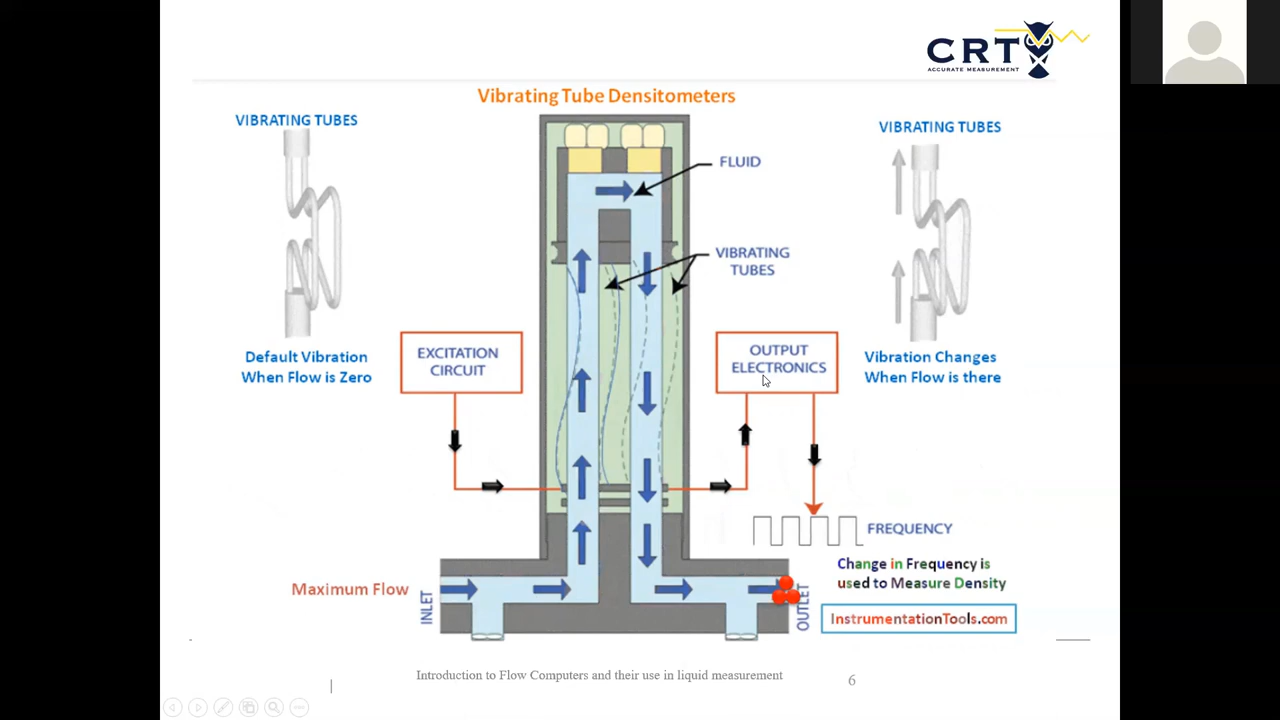 CRT
ACCURATE MEASUREMENT
Vibrating Tube Densitometers
VIBRATING TUBES
VIBRATING TUBES
FLUID
VIBRATING
TUBES
EXCITATION
CIRCUIT
OUTPUT
ELECTRONICS
Default Vibration
When Flow is Zero
Vibration Changes
When Flow is there
FREQUENCY
Change in Frequency is
used to Measure Density
Maximum Flow
INLET
OUTLET
InstrumentationTools.com
Introduction to Flow Computers and their use in liquid measurement
6